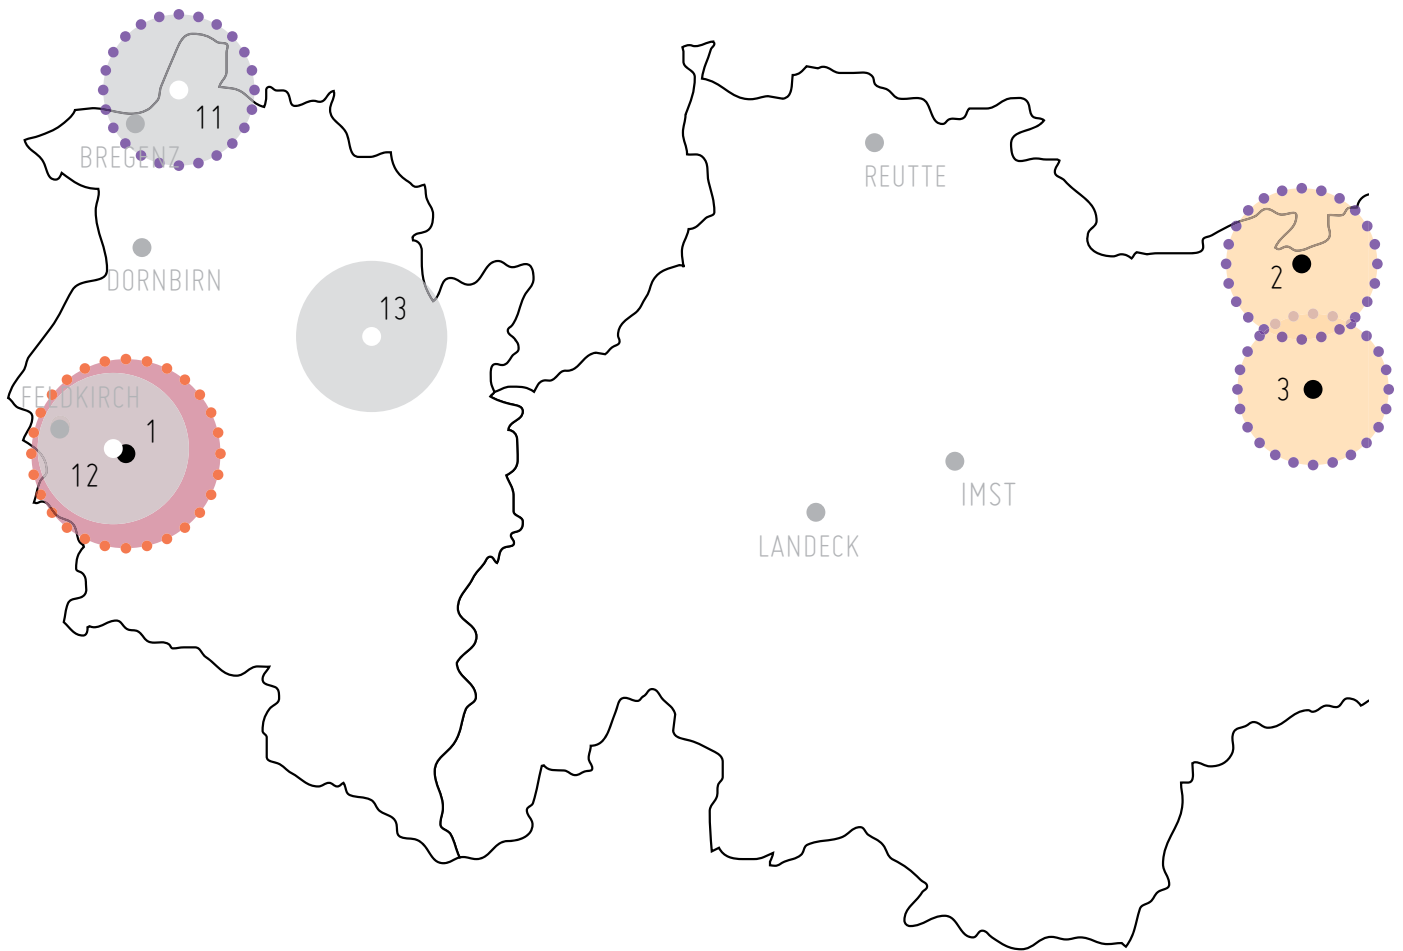 11
BREGENZ
REUTTE
DORNBIRN
2
13
3
FELDKIRCH
1
12
IMST
LANDECK